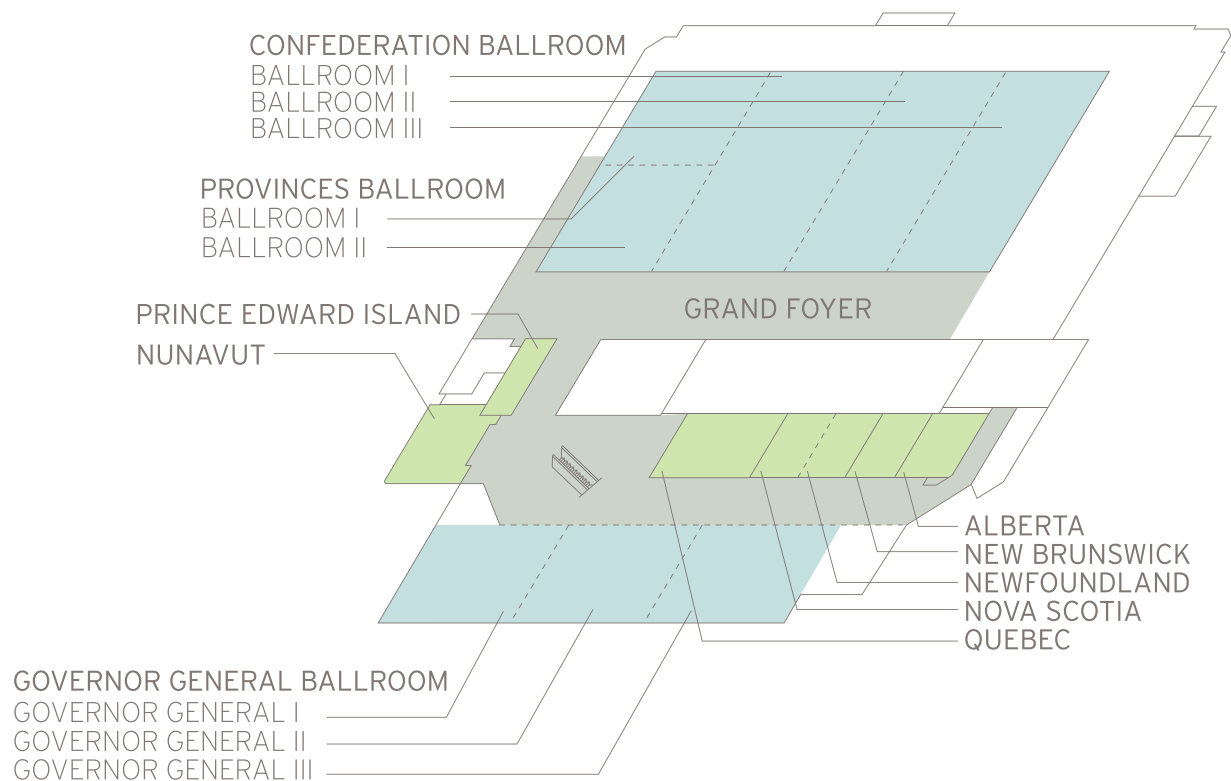 CONFEDERATION BALLROOM
BALLROOM I
BALLROOM II
BALLROOM III
PROVINCES BALLROOM
BALLROOM I
BALLROOM II
PRINCE EDWARD ISLAND
NUNAVUT
GRAND FOYER
ALBERTA
NEW BRUNSWICK
NEWFOUNDLAND
NOVA SCOTIA
QUEBEC
GOVERNOR GENERAL BALLROOM
GOVERNOR GENERAL I
GOVERNOR GENERAL II
GOVERNOR GENERAL III